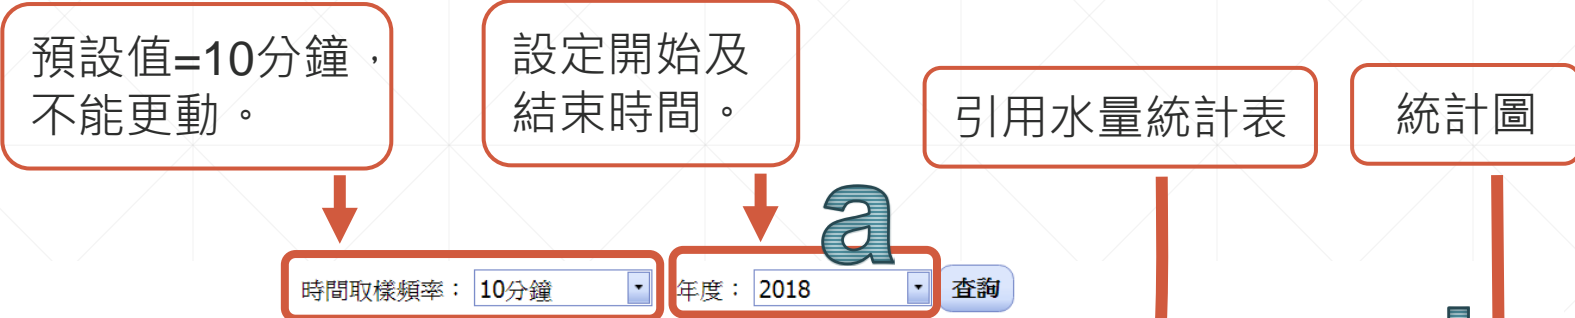 預設值=10分鐘，
不能更動。
設定開始及
結束時間。
引用水量統計表
統計圖
a
時間取樣頻率： 10分鐘
年度： 2018
查詢